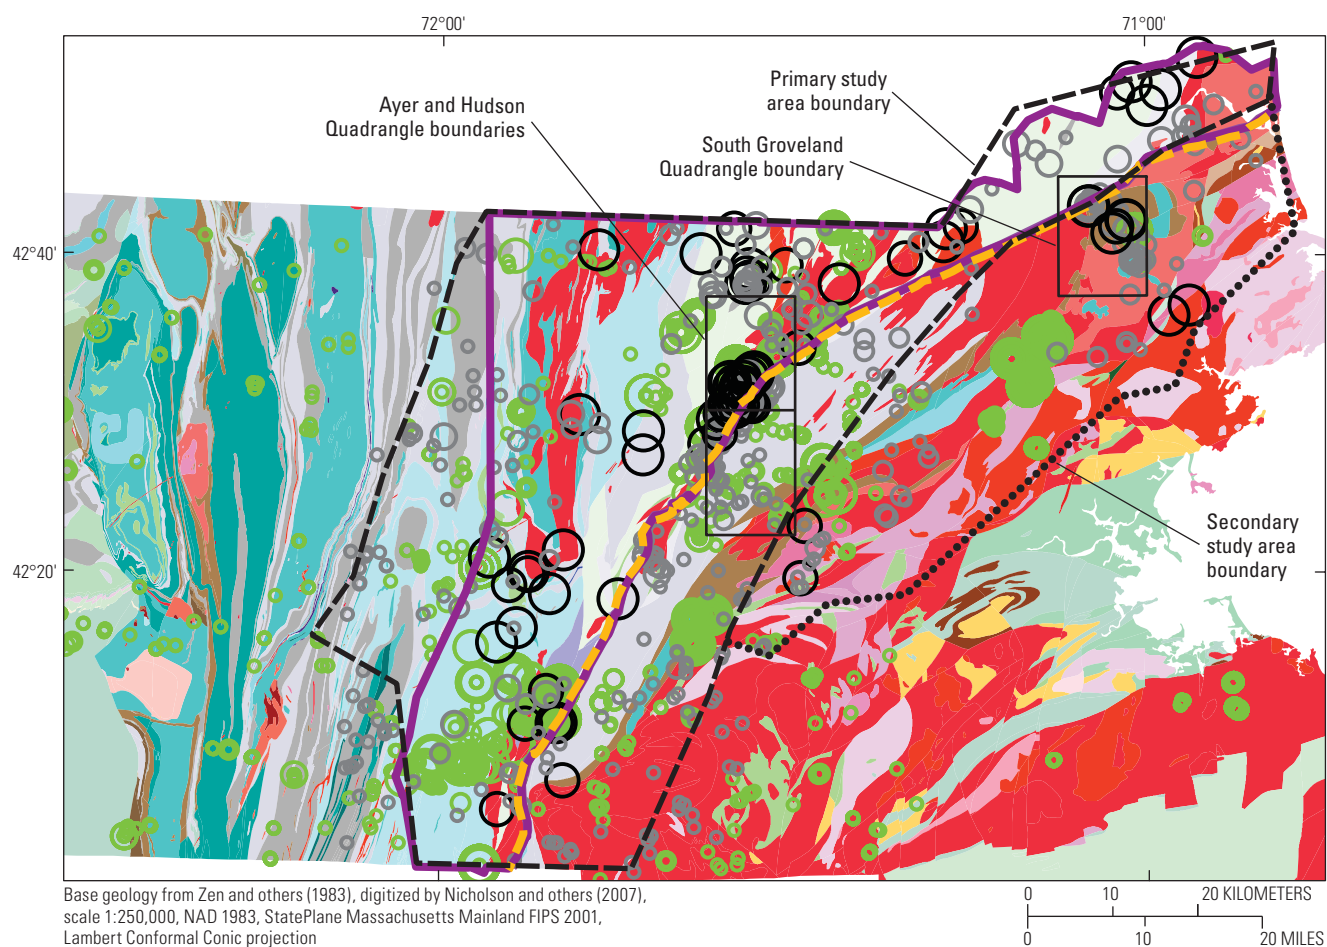 72°00'
71°00'
Primary study
area boundary
Ayer and Hudson
Quadrangle boundaries
South Groveland
Quadrangle boundary
42°40'
42°20'
Secondary
study area
boundary
Base geology from Zen and others (1983), digitized by Nicholson and others (2007),
scale 1:250,000, NAD 1983, StatePlane Massachusetts Mainland FIPS 2001,
Lambert Conformal Conic projection
0 10 20 KILOMETERS
0 10 20 MILES